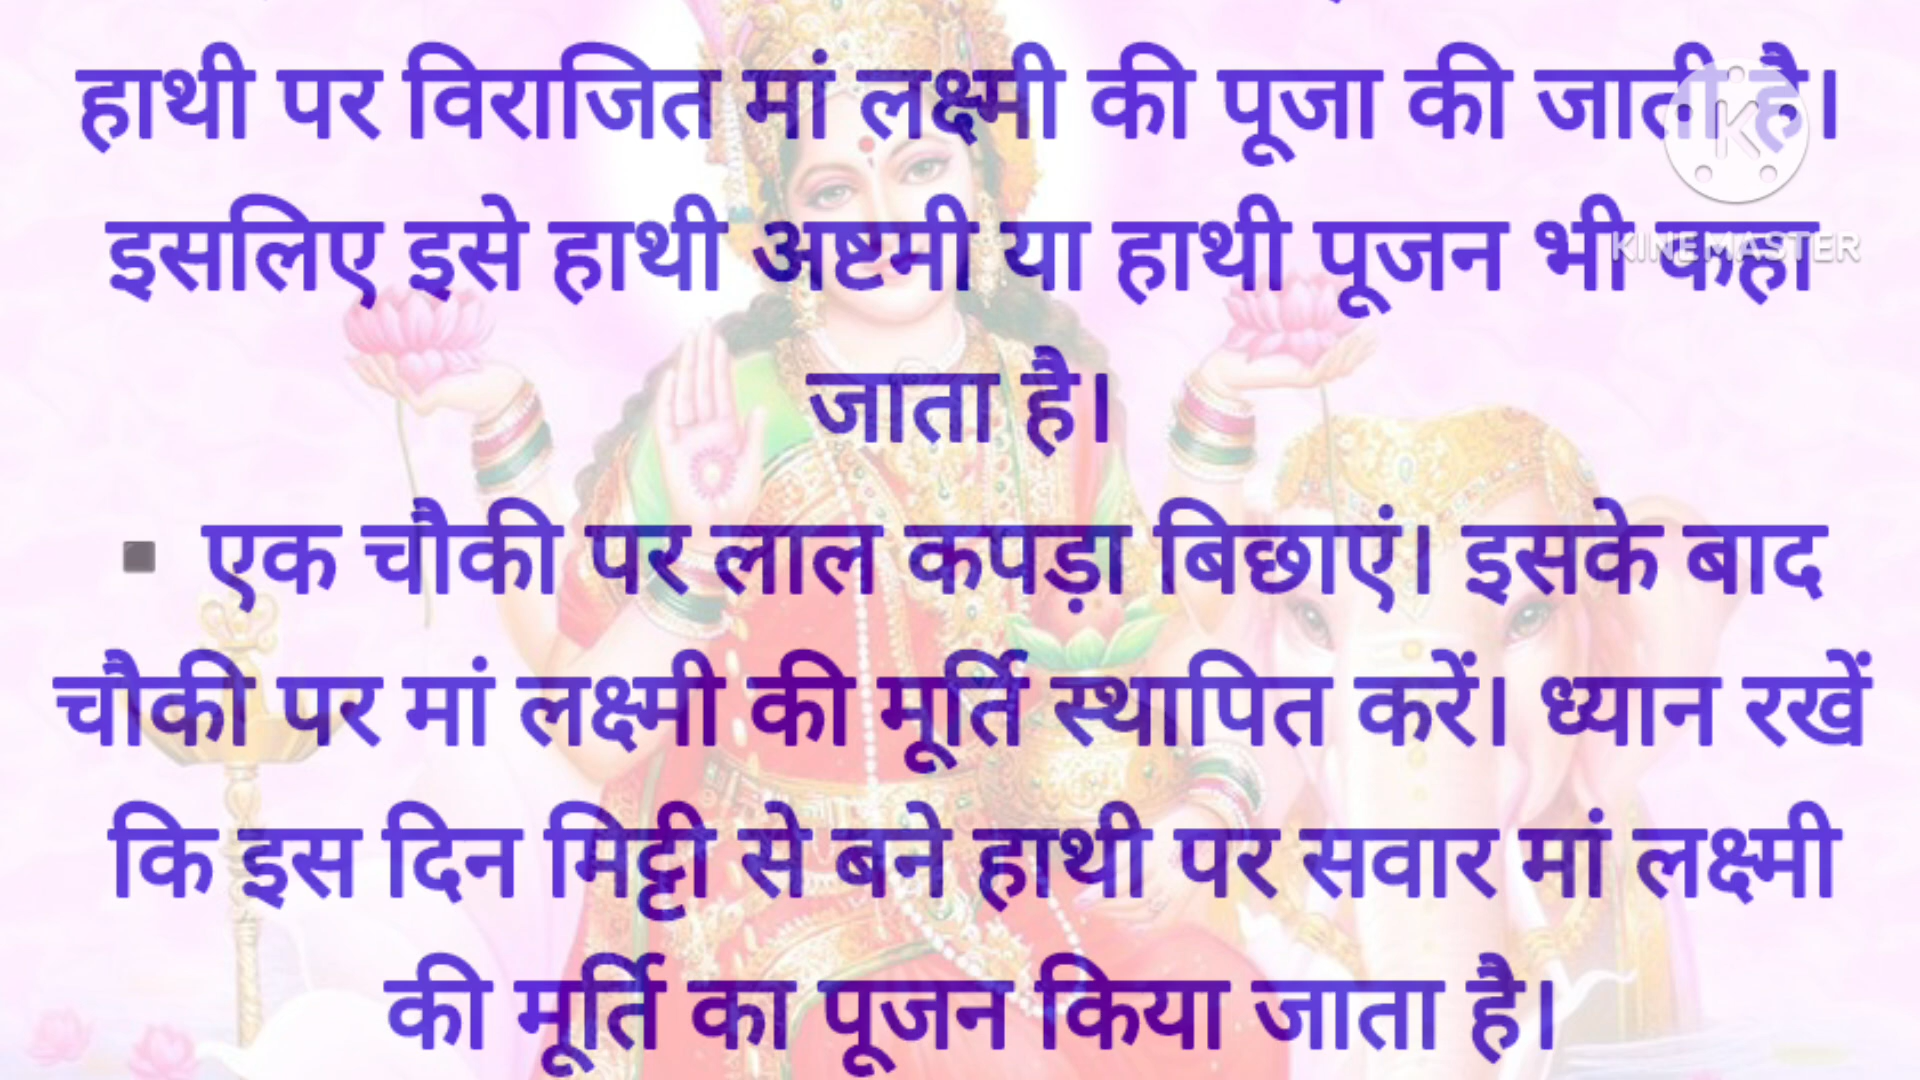 हाथी पर विराजित मां लक्ष्मी की पूजा की जाती है।
इसलिए इसे हाथी अष्टमी या हाथी पूजन भी कहा
जाता है।
▪ एक चौकी पर लाल कपड़ा बिछाएं। इसके बाद
चौकी पर मां लक्ष्मी की मूर्ति स्थापित करें। ध्यान रखें
कि इस दिन मिट्टी से बने हाथी पर सवार मां लक्ष्मी
की मूर्ति का पूजन किया जाता है।
K
KINEMASTER